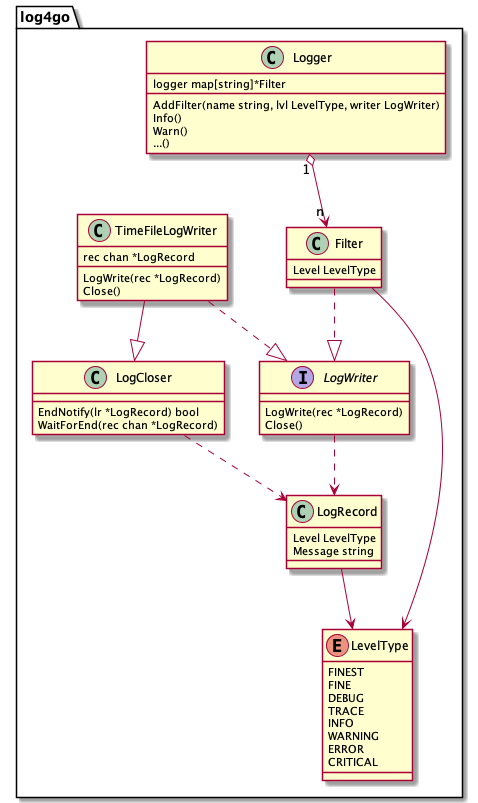 log4go
C Logger
logger map[string]*Filter
AddFilter(name string, lvl LevelType, writer LogWriter)
Info()
Warn()
...()
1
n
C TimeFileLogWriter
rec chan *LogRecord
LogWrite(rec *LogRecord)
Close()
C Filter
Level LevelType
C LogCloser
EndNotify(lr *LogRecord) bool
WaitForEnd(rec chan *LogRecord)
I LogWriter
LogWrite(rec *LogRecord)
Close()
C LogRecord
Level LevelType
Message string
E LevelType
FINEST
FINE
DEBUG
TRACE
INFO
WARNING
ERROR
CRITICAL